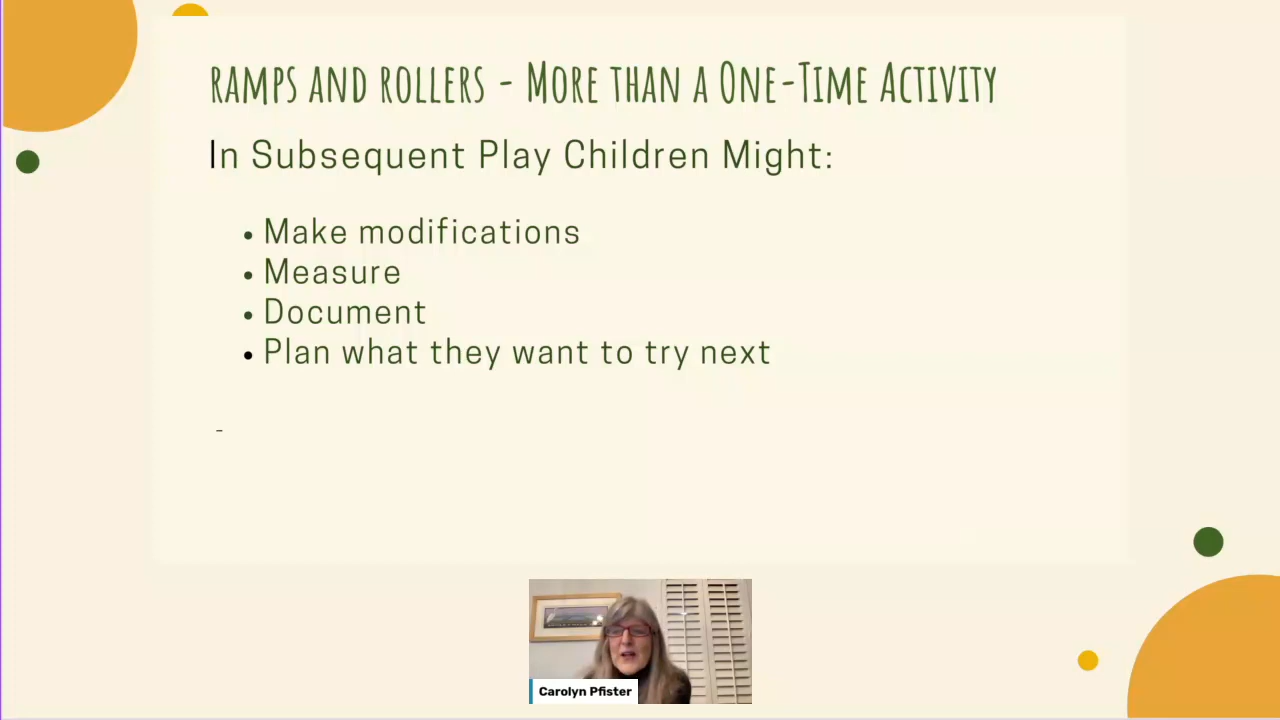 RAMPS AND ROLLERS - MORE THAN A ONE-TIME ACTIVITY
In Subsequent Play Children Might:
• Make modifications
• Measure
• Document
• Plan what they want to try next
-
Carolyn Pfister